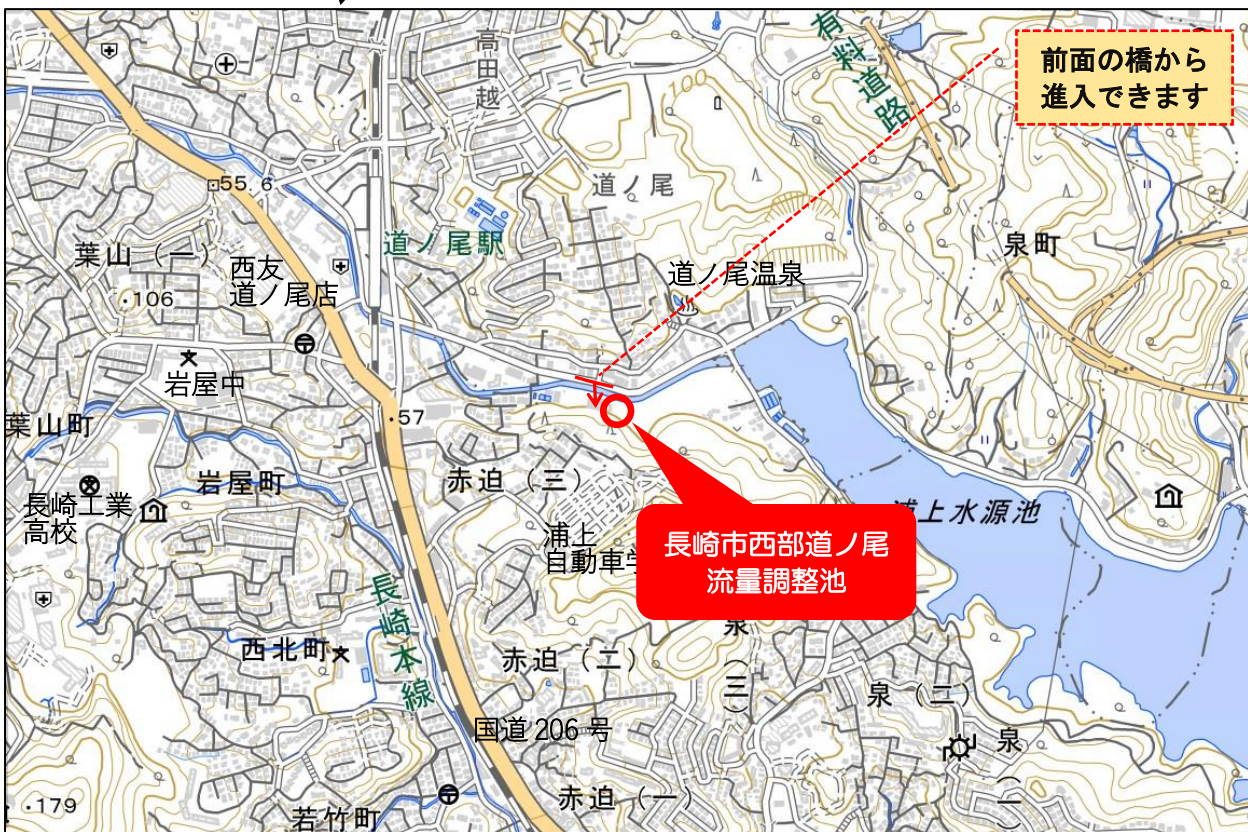 高田越
有料道路
前面の橋から
進入できます
55.6
道ノ尾
道ノ尾駅
葉山(一)
西友
道ノ尾店
・106
泉町
道ノ尾温泉
岩屋中
・57
葉山町
岩屋町
赤迫(三)
長崎工業
高校
浦上
自動車学
浦上水源池
長崎市西部道ノ尾
流量調整池
長崎本線
西北町
赤迫(二)
泉(三)
泉(二)
国道206号
泉(一)
・179
若竹町
赤迫(一)